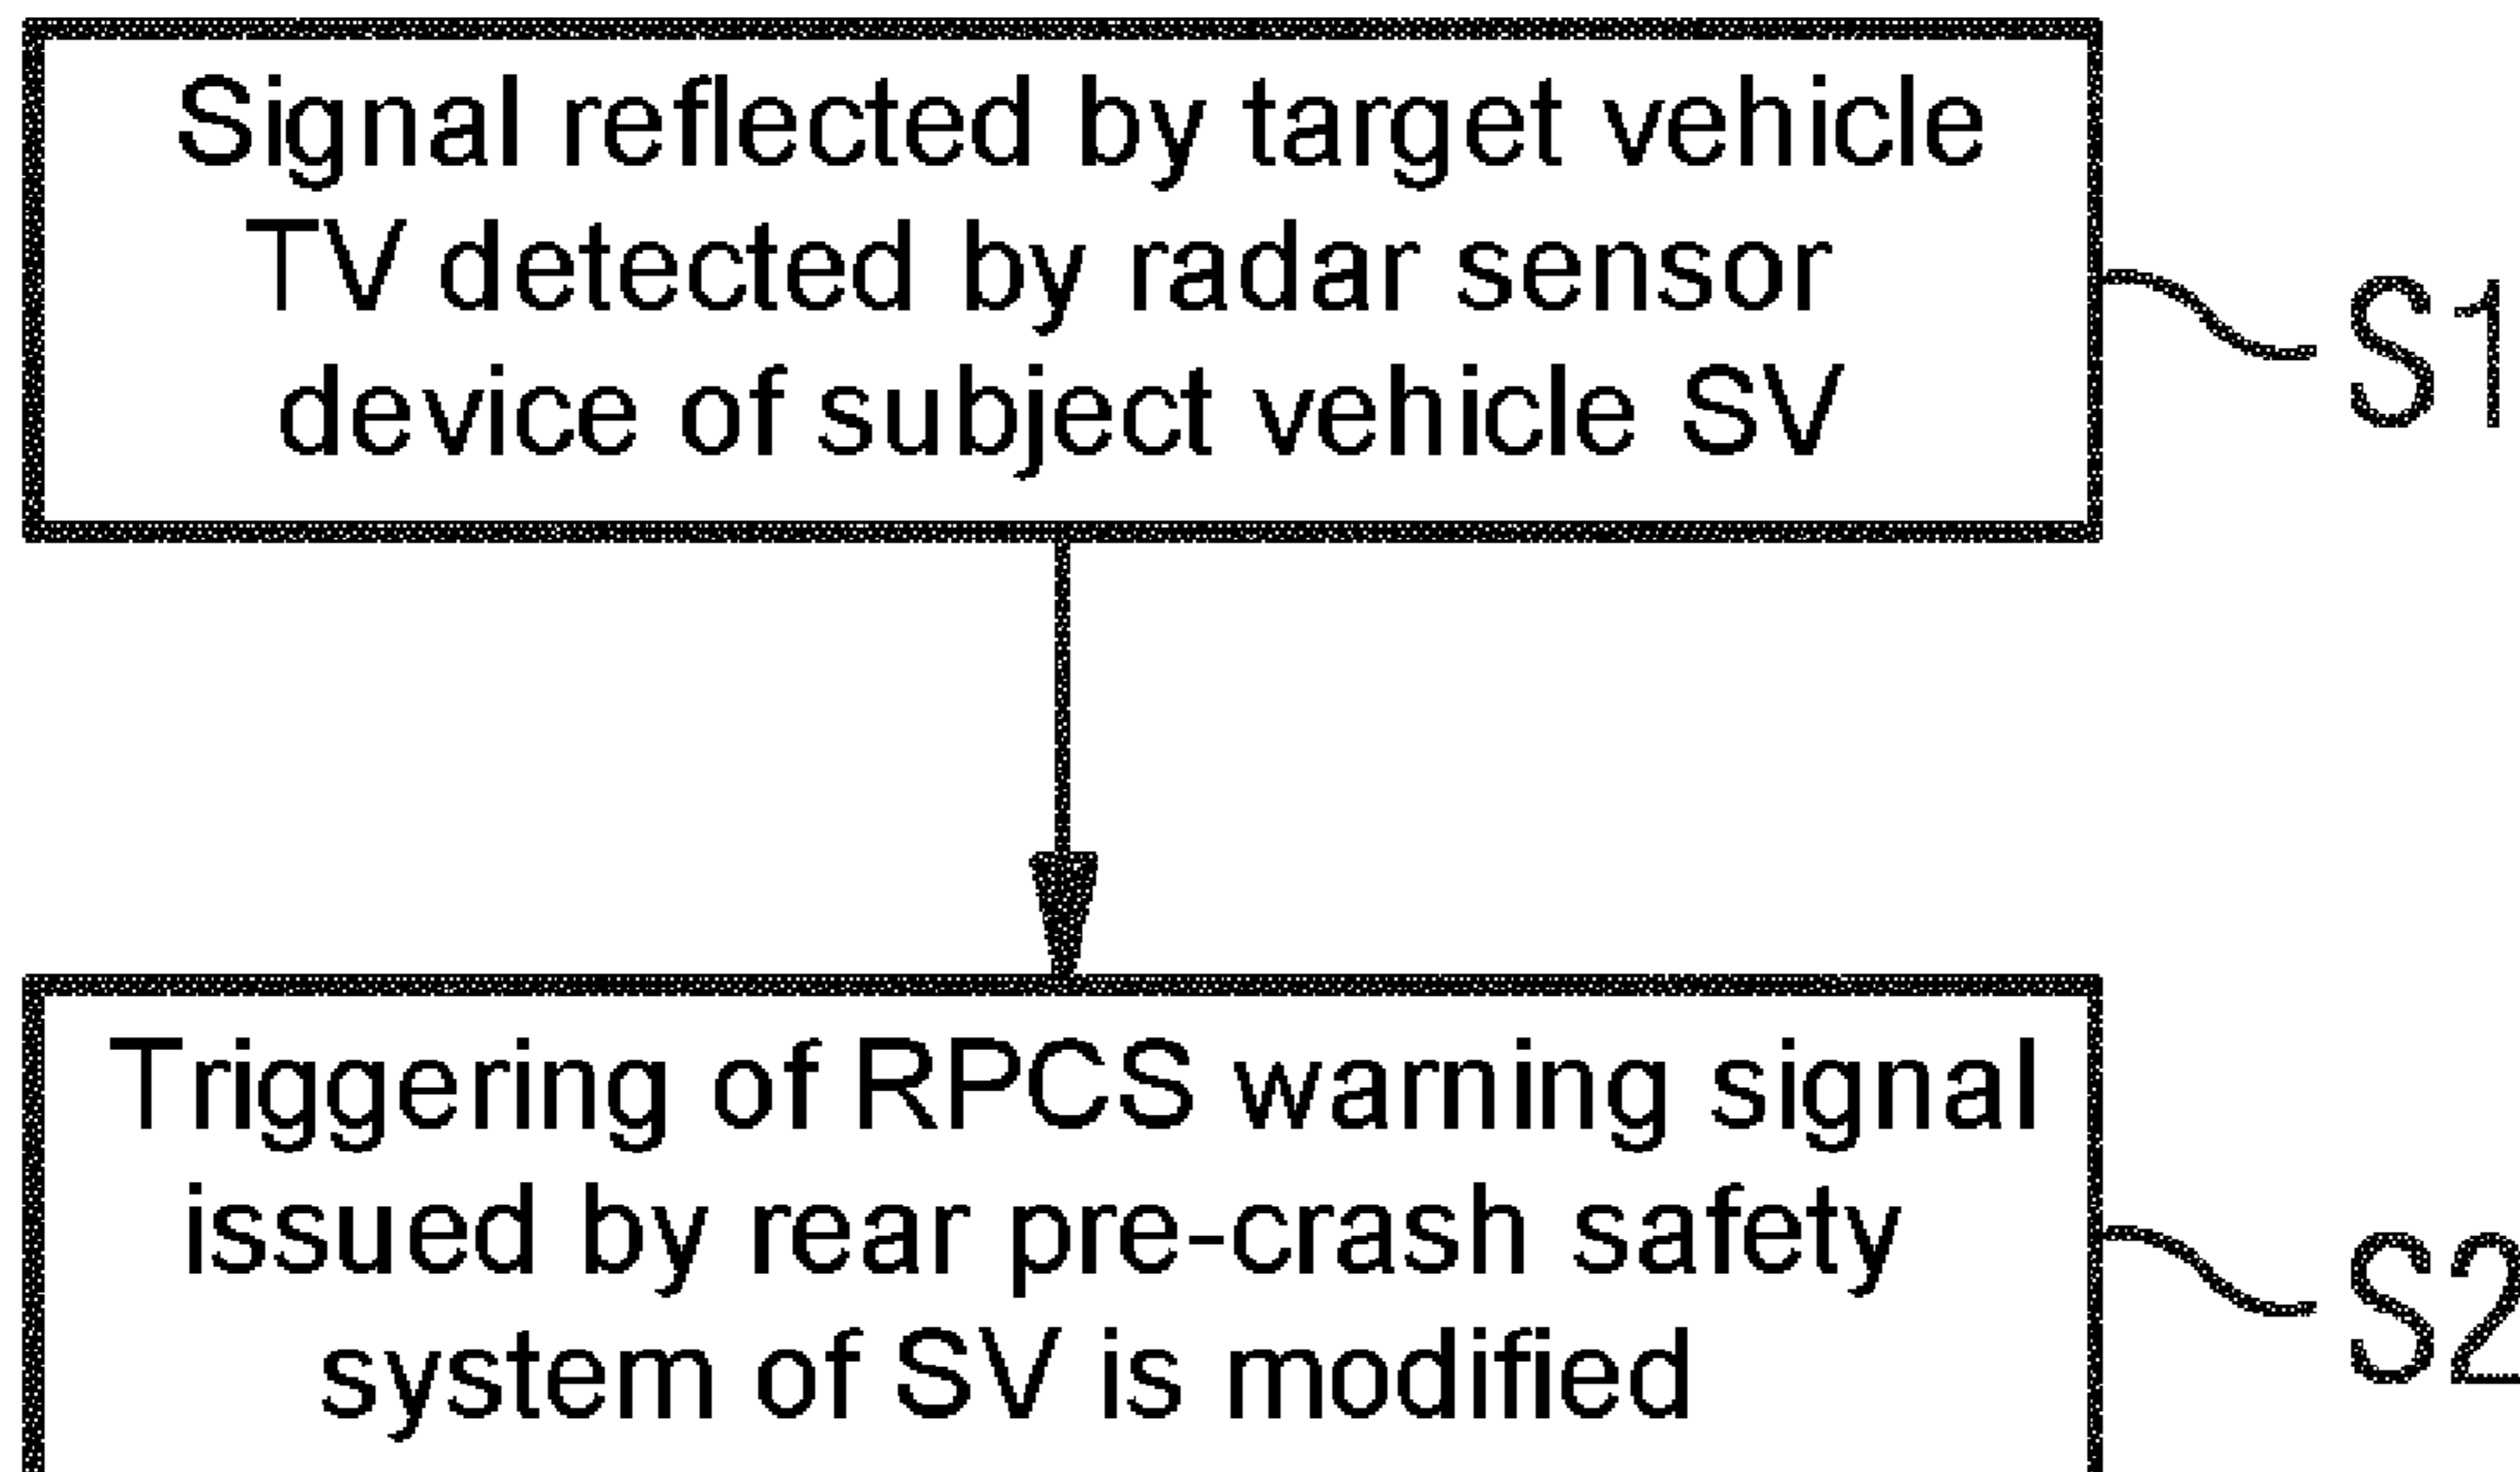 Signal reflected by target vehicle
TV detected by radar sensor
device of subject vehicle SV
S1
Triggering of RPCS warning signal
issued by rear pre-crash safety
system of SV is modified
S2